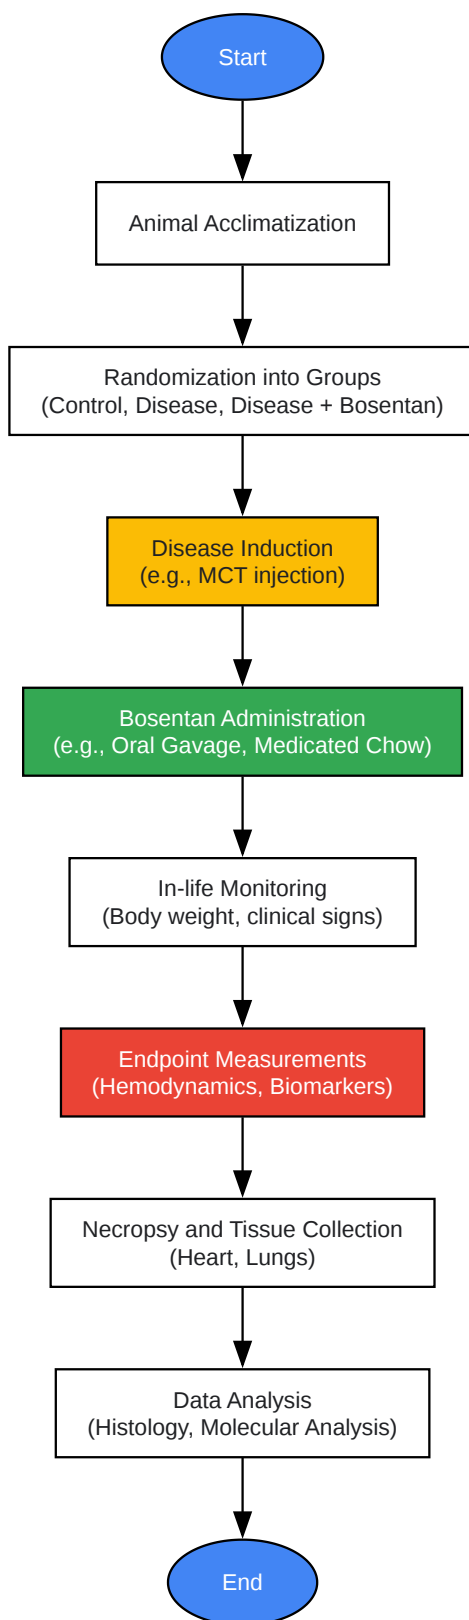 Start
Animal Acclimatization
Randomization into Groups
(Control, Disease, Disease + Bosentan)
Disease Induction
(e.g., MCT injection)
Bosentan Administration
(e.g., Oral Gavage, Medicated Chow)
In-life Monitoring
(Body weight, clinical signs)
Endpoint Measurements
(Hemodynamics, Biomarkers)
Necropsy and Tissue Collection
(Heart, Lungs)
Data Analysis
(Histology, Molecular Analysis)
End